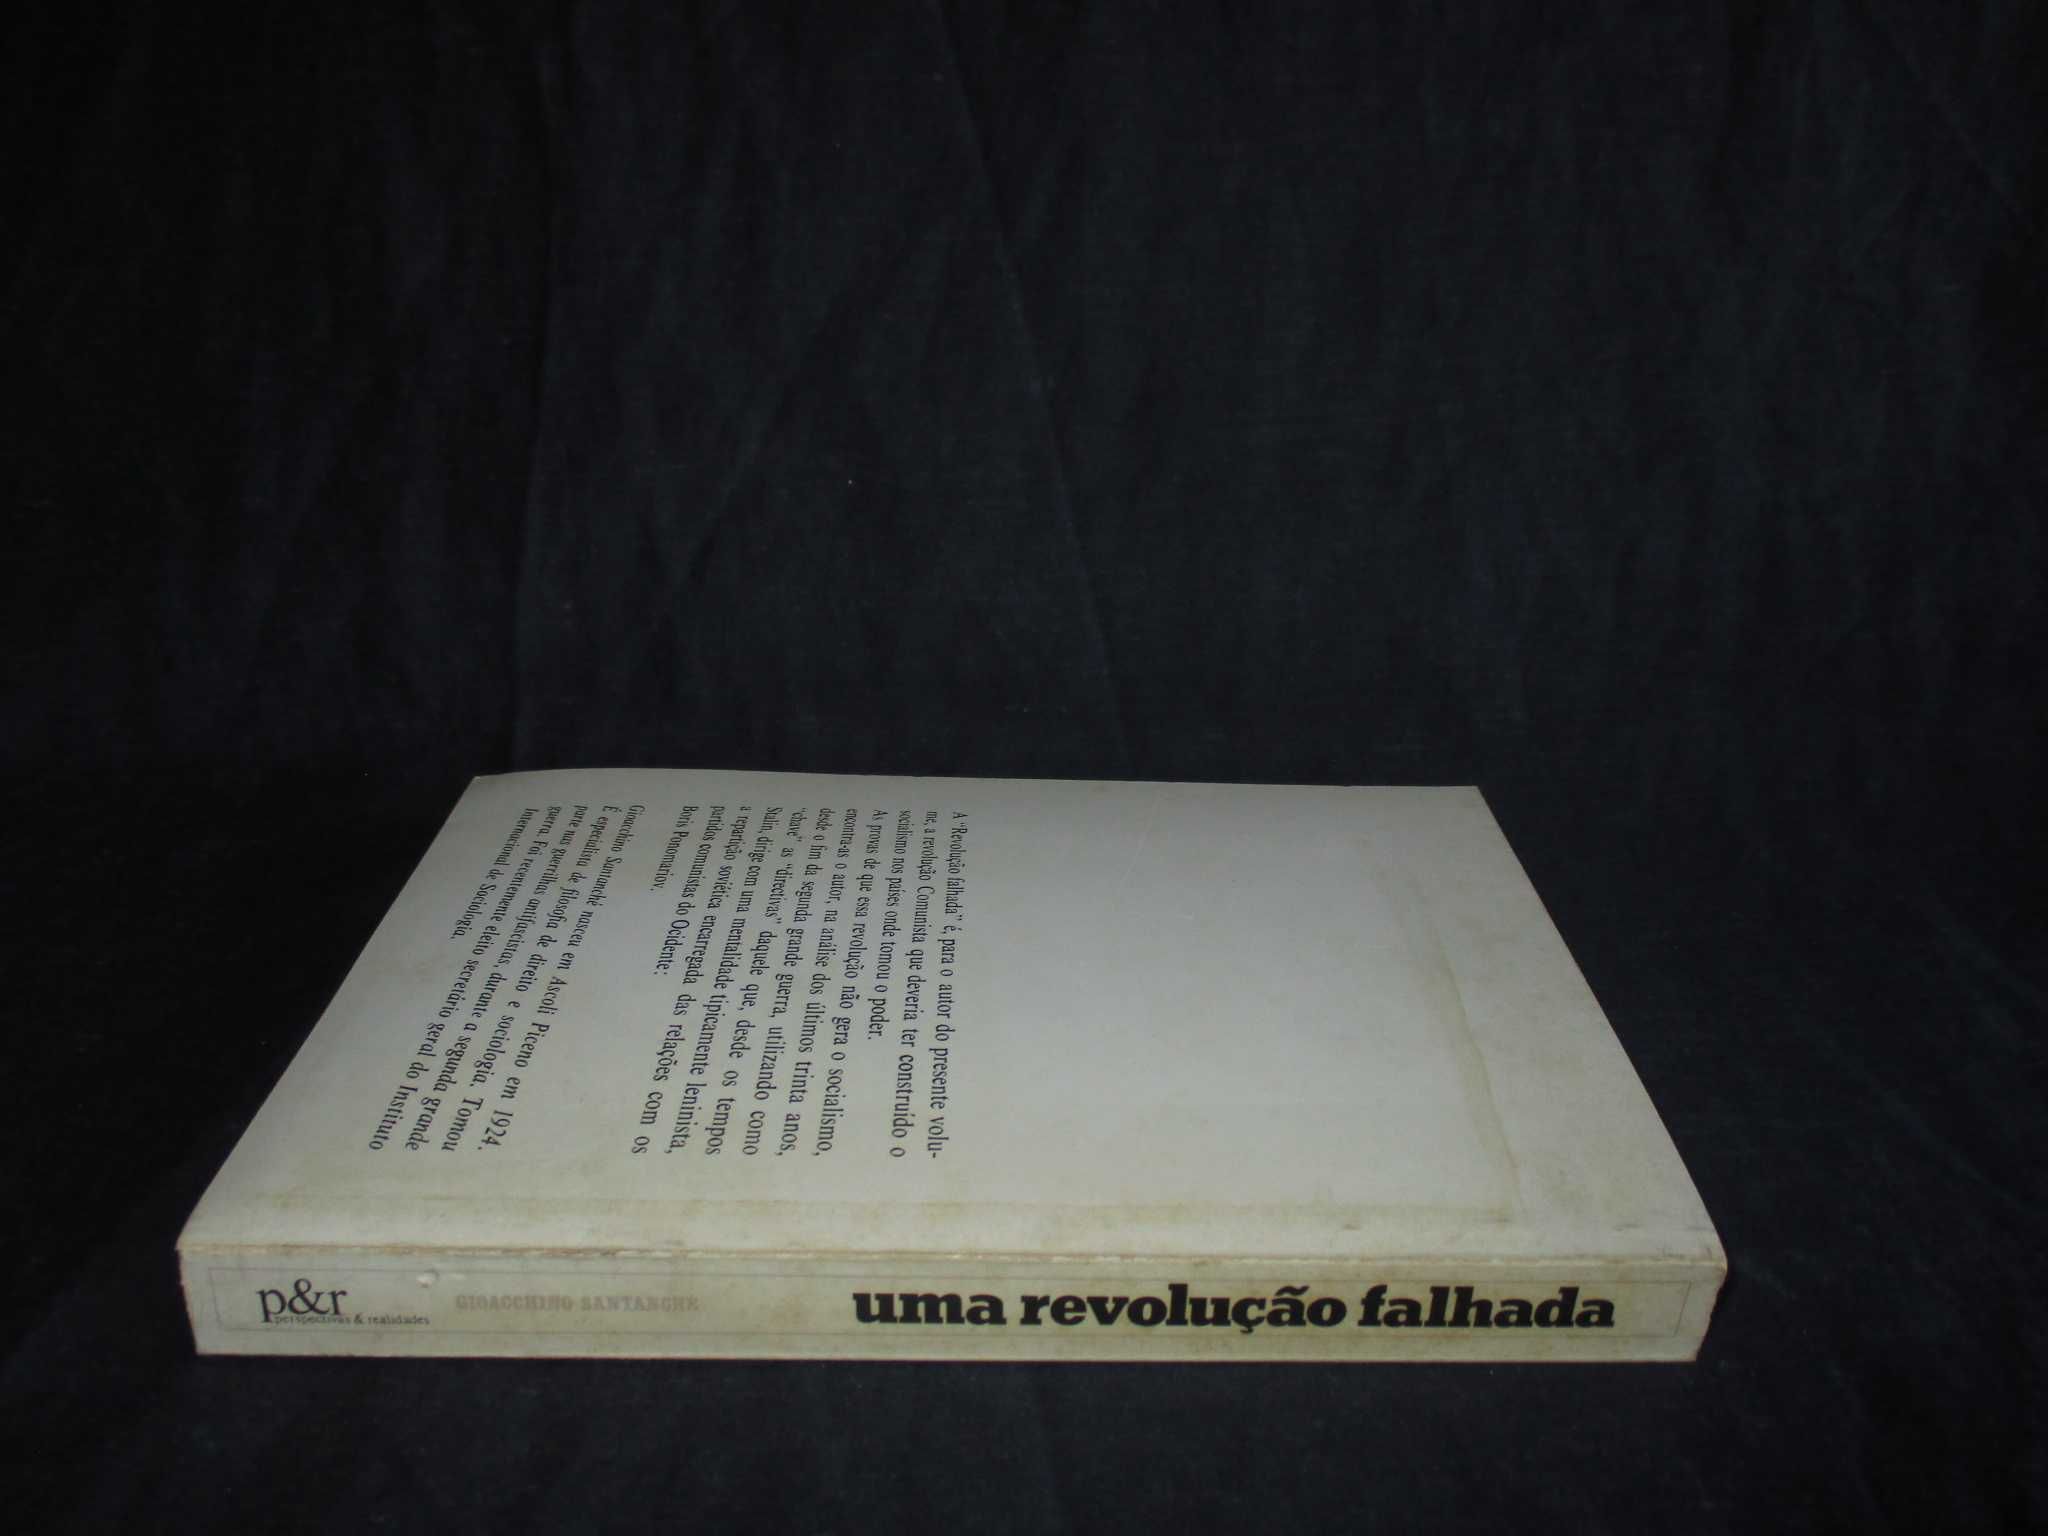 A "Revolução falhada" é, para o autor do presente volu-
me, a revolução Comunista que deveria ter construído o
socialismo nos países onde tomou o poder.
As provas de que essa revolução não gera o socialismo,
encontra-as o autor, na análise dos últimos trinta anos,
desde o fim da segunda grande guerra, utilizando como
"chave" as "directivas" daquele que, desde os tempos
Stalin, dirige com uma mentalidade tipicamente leninista,
a repartição soviética encarregada das relações com os
partidos comunistas do Ocidente:
Boris Ponomariov.
Gioacchino Santanché nasceu em Ascoli Piceno em 1924.
É especialista de filosofia de direito e sociologia. Tomou
parte nas guerrilhas antifascistas, durante a segunda grande
guerra. Foi recentemente eleito secretário geral do Instituto
Internacional de Sociologia.
p&r
perspectivas & realidades
GIOACCHINO SANTANCHE
uma revolução falhada